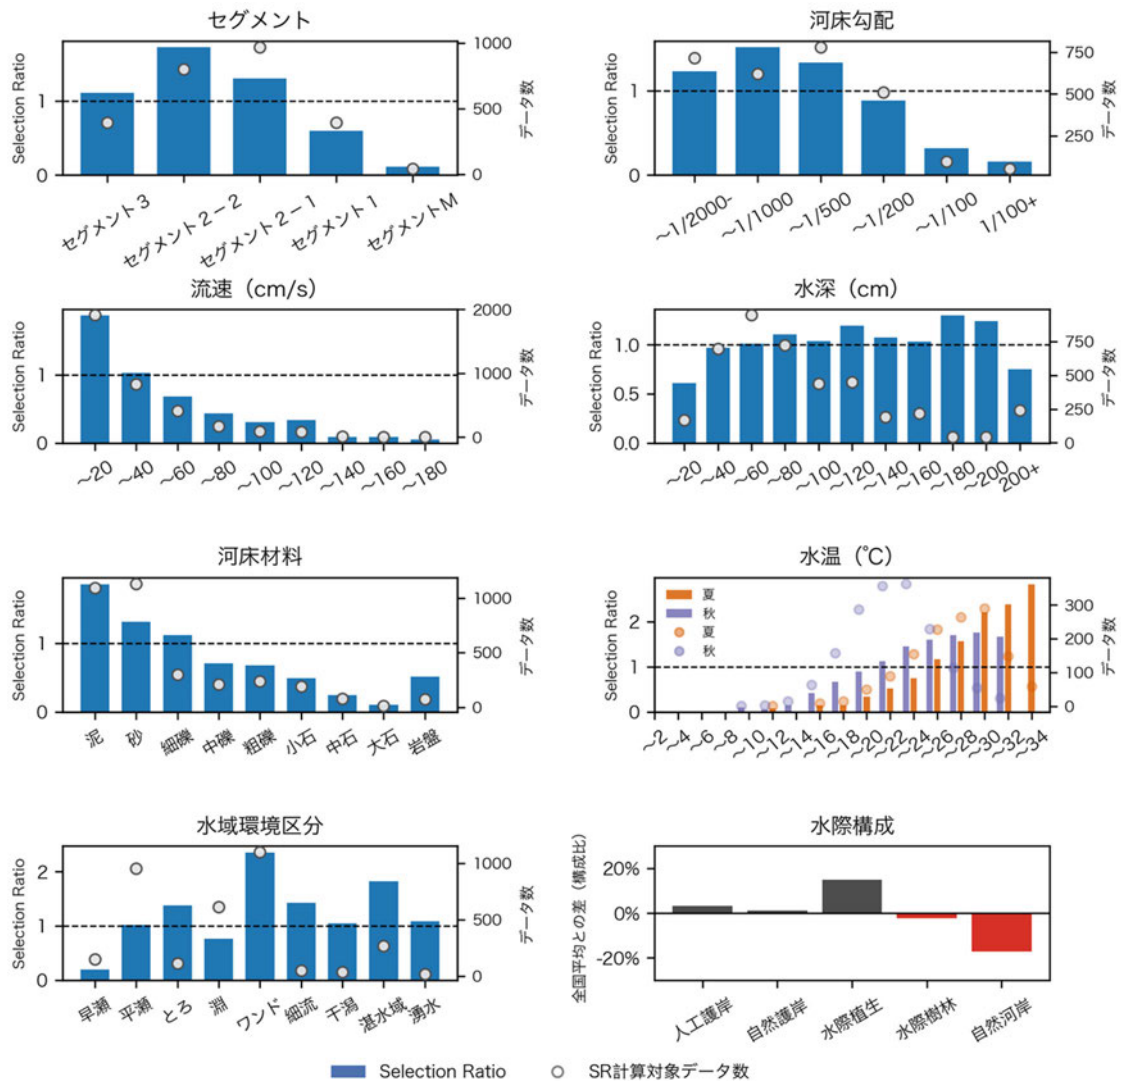 セグメント
Selection Ratio
1
0
1000
500
0
データ数
セグメント3
セグメント2－2
セグメント2－1
セグメント1
セグメントM
河床勾配
Selection Ratio
1
0
750
500
250
データ数
～1/2000-
～1/1000
～1/500
～1/200
～1/100
1/100+
流速（cm/s）
Selection Ratio
1
0
2000
1000
0
データ数
～20
～40
～60
～80
～100
～120
～140
～160
～180
水深（cm）
Selection Ratio
1.0
0.5
0.0
750
500
250
0
データ数
～20
～40
～60
～80
～100
～120
～140
～160
～180
～200
200+
河床材料
Selection Ratio
1
0
1000
500
0
データ数
泥
砂
細礫
中礫
粗礫
小石
中石
大石
岩盤
水温（℃）
Selection Ratio
2
1
0
夏
秋
夏
秋
300
200
100
0
データ数
～2
～4
～6
～8
～10
～12
～14
～16
～18
～20
～22
～24
～26
～28
～30
～32
～34
水域環境区分
Selection Ratio
2
1
0
1000
500
0
データ数
早瀬
平瀬
とろ
淵
ワンド
細流
干潟
湛水域
湧水
水際構成
全国平均との差（構成比）
20%
0%
-20%
人工護岸
自然護岸
水際植生
水際樹林
自然河岸
Selection Ratio
SR計算対象データ数